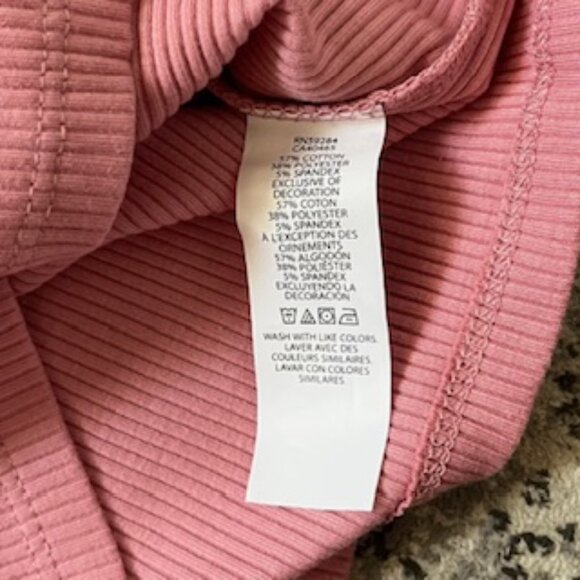 RN59284
CA40465
57% COTTON
38% POLYESTER
5% SPANDEX
EXCLUSIVE OF
DECORATION
57% COTON
38% POLYESTER
5% SPANDEX
À L'EXCEPTION DES
ORNEMENTS
57% ALGODÓN
38% POLIÉSTER
5% SPANDEX
EXCLUYENDO LA
DECORACIÓN
WASH WITH LIKE COLORS.
LAVER AVEC DES
COULEURS SIMILAIRES.
LAVAR CON COLORES
SIMILARES.